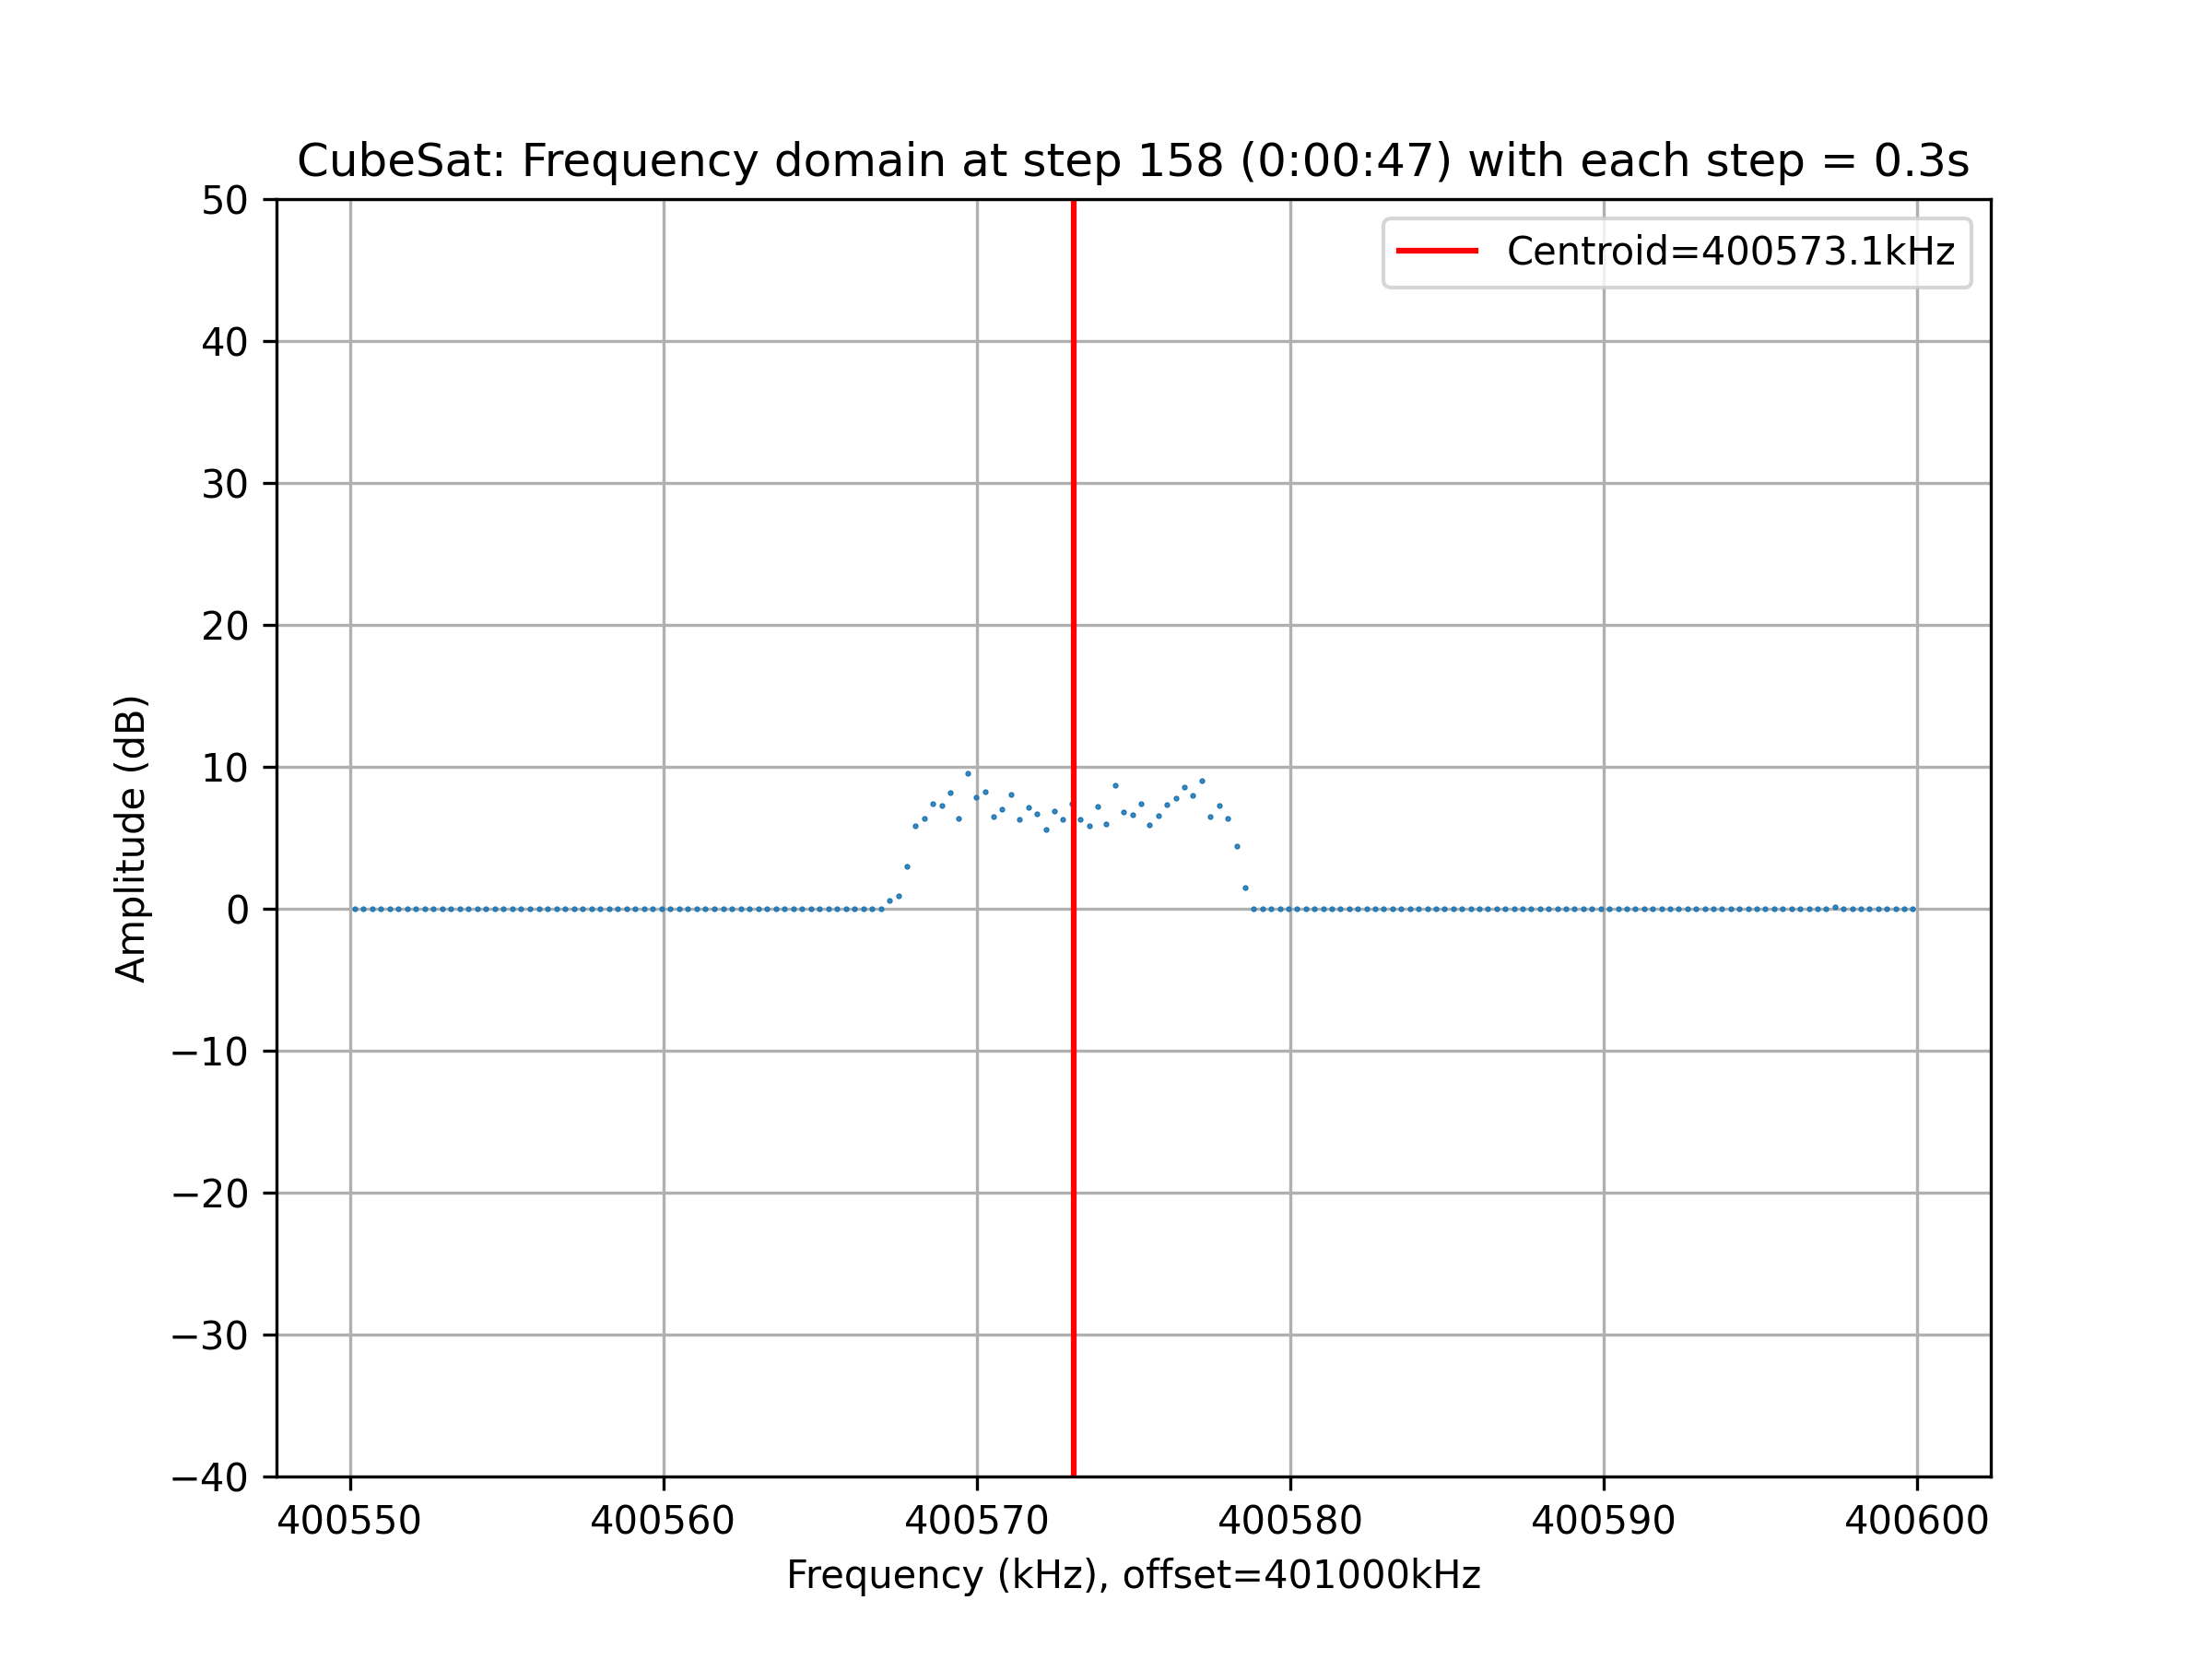 CubeSat: Frequency domain at step 158 (0:00:47) with each step = 0.3s
Centroid=400573.1kHz
50
40
30
20
10
0
−10
−20
−30
−40
Amplitude (dB)
400550 400560 400570 400580 400590 400600
Frequency (kHz), offset=401000kHz